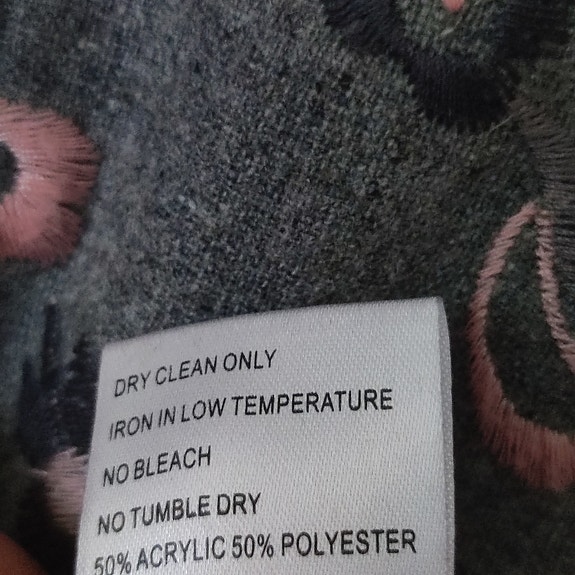 DRY CLEAN ONLY
IRON IN LOW TEMPERATURE
NO BLEACH
NO TUMBLE DRY
50% ACRYLIC 50% POLYESTER